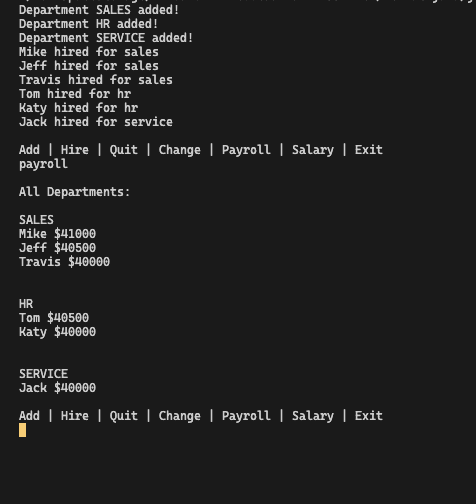 Department SALES added!
Department HR added!
Department SERVICE added!
Mike hired for sales
Jeff hired for sales
Travis hired for sales
Tom hired for hr
Katy hired for hr
Jack hired for service
Add | Hire | Quit | Change | Payroll | Salary | Exit
payroll
All Departments:
SALES
Mike $41000
Jeff $40500
Travis $40000
HR
Tom $40500
Katy $40000
SERVICE
Jack $40000
Add | Hire | Quit | Change | Payroll | Salary | Exit